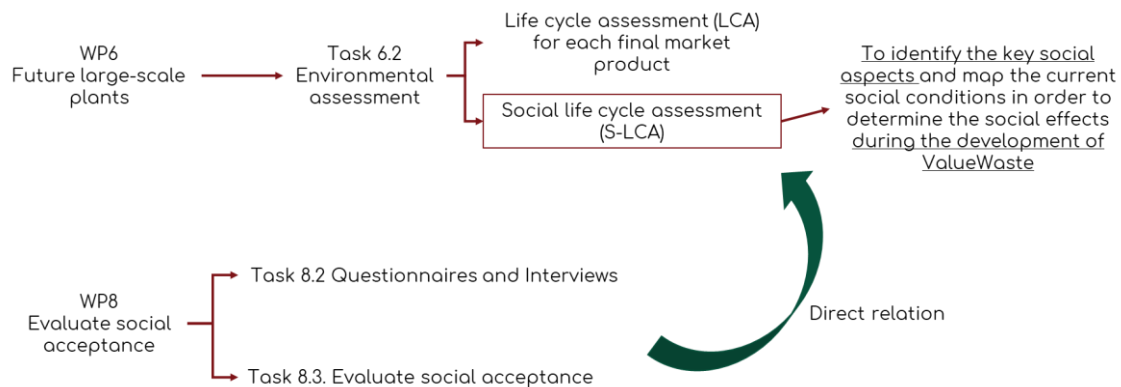 WP6
Future large-scale
plants
Task 6.2
Environmental
assessment
Life cycle assessment (LCA)
for each final market
product
Social life cycle assessment
(S-LCA)
To identify the key social
aspects and map the current
social conditions in order to
determine the social effects
during the development of
ValueWaste
WP8
Evaluate social
acceptance
Task 8.2 Questionnaires and Interviews
Task 8.3. Evaluate social acceptance
Direct relation